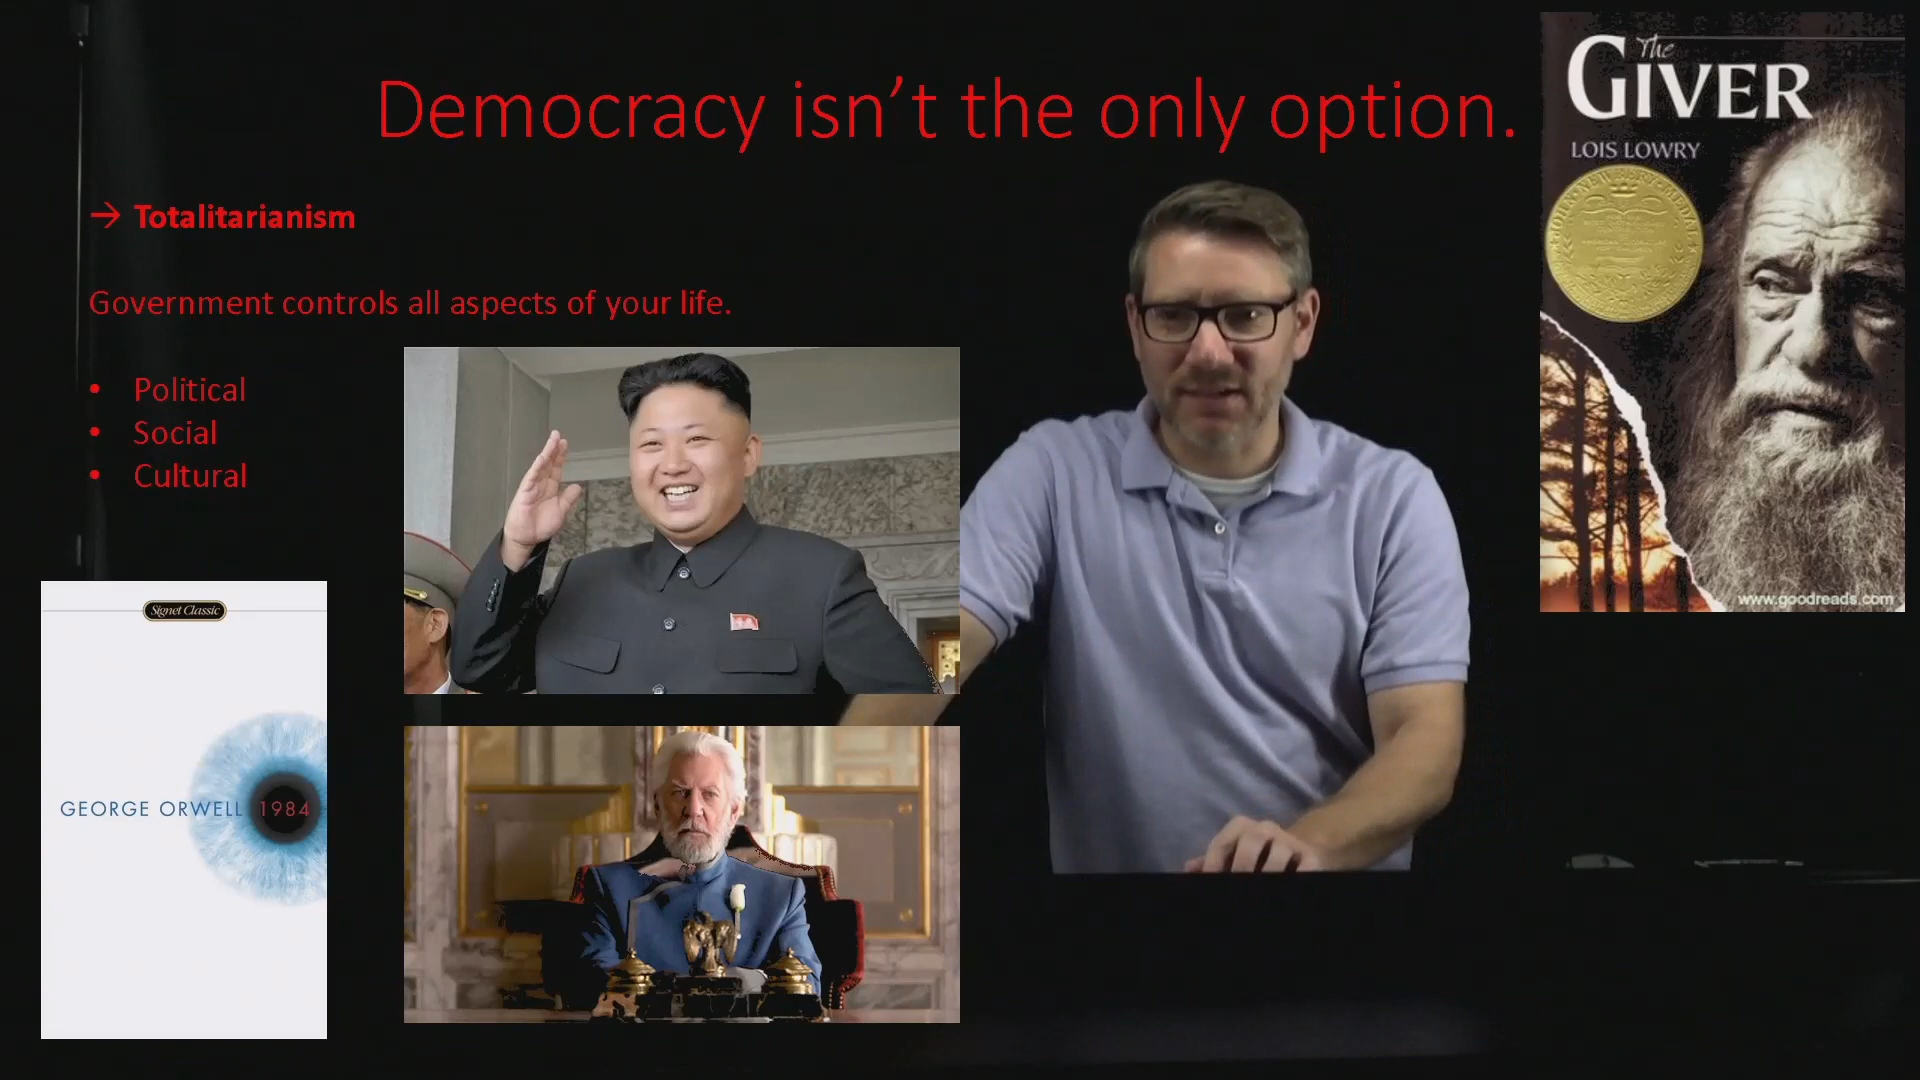 Democracy isn't the only option.
→ Totalitarianism
Government controls all aspects of your life.
• Political
• Social
• Cultural
Signet Classic
GEORGE ORWELL 1984
The
GIVER
LOIS LOWRY
www.goodreads.com